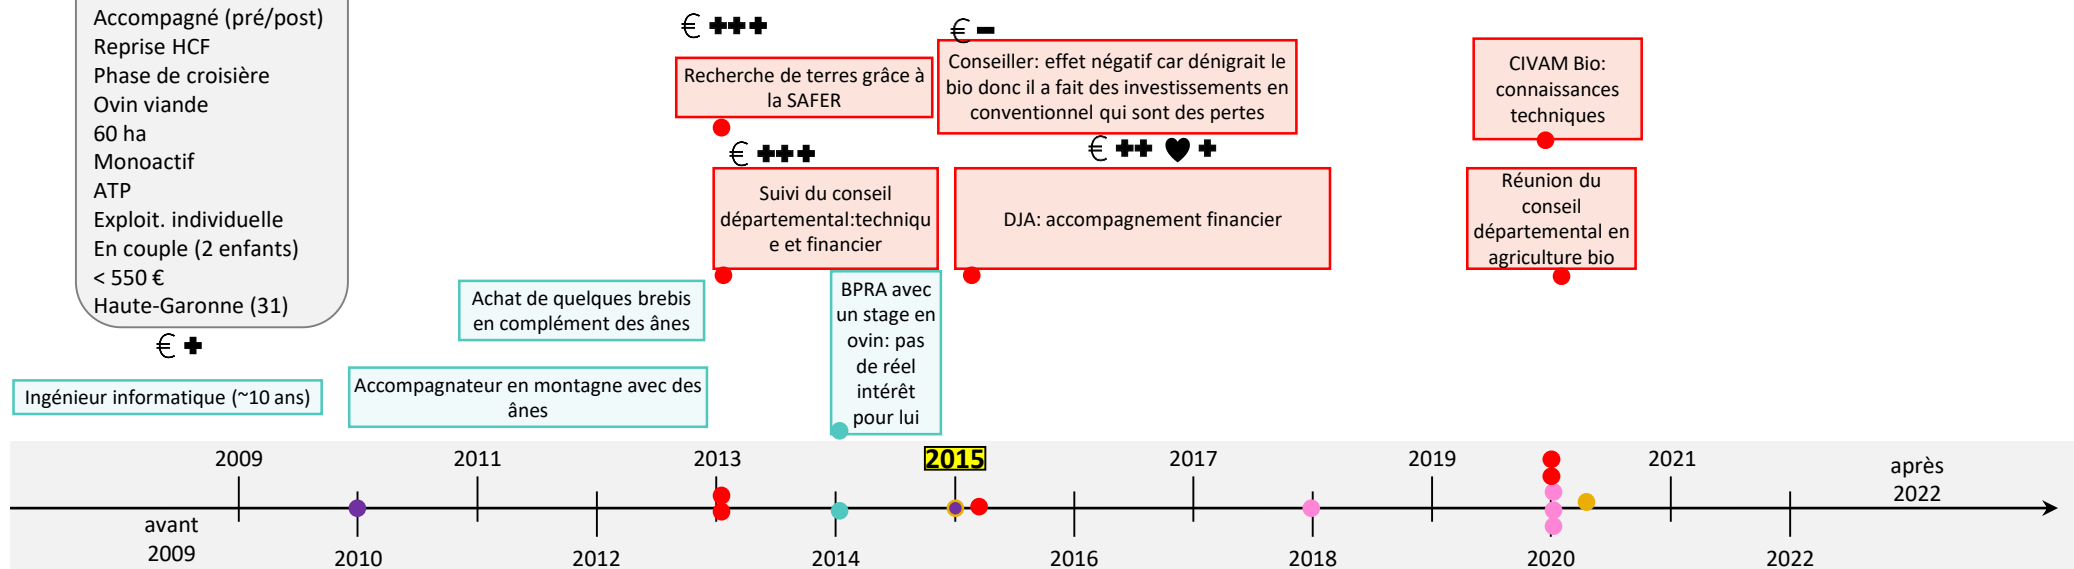 Accompagné (pré/post)
Reprise HCF
Phase de croisière
Ovin viande
60 ha
Monoactif
ATP
Exploit. individuelle
En couple (2 enfants)
< 550 €
Haute-Garonne (31)
€ +
Ingénieur informatique (~10 ans)
Achat de quelques brebis
en complément des ânes
Accompagnateur en montagne avec des
ânes
€ +++
Recherche de terres grâce à
la SAFER
€ +++
Suivi du conseil
départemental:techniqu
e et financier
BPRA avec
un stage en
ovin: pas
de réel
intérêt
pour lui
€ –
Conseiller: effet négatif car dénigrait le
bio donc il a fait des investissements en
conventionnel qui sont des pertes
€ ++ ♥ +
DJA: accompagnement financier
CIVAM Bio:
connaissances
techniques
Réunion du
conseil
départemental en
agriculture bio
2009
2011
2013
2015
2017
2019
2021
après
2022
avant
2009
2010
2012
2014
2016
2018
2020
2022